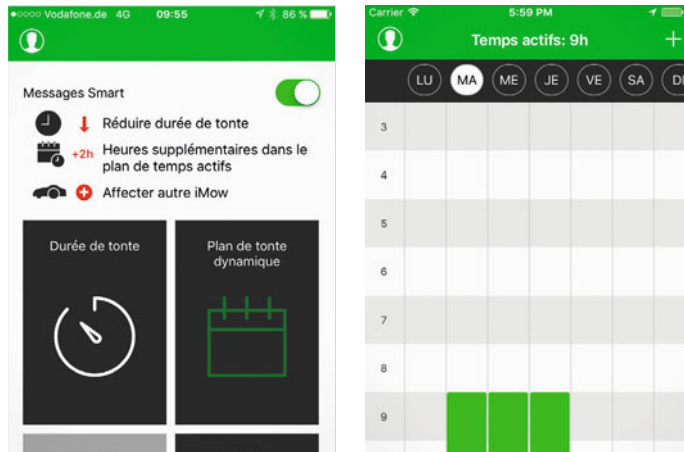 ●○○○○ Vodafone.de 4G 09:55 86 %
Messages Smart
Réduire durée de tonte
+2h Heures supplémentaires dans le
plan de temps actifs
Affecter autre iMow
Durée de tonte
Plan de tonte
dynamique
Carrier 5:59 PM
Temps actifs: 9h +
LU MA ME JE VE SA DI
3
4
5
6
7
8
9